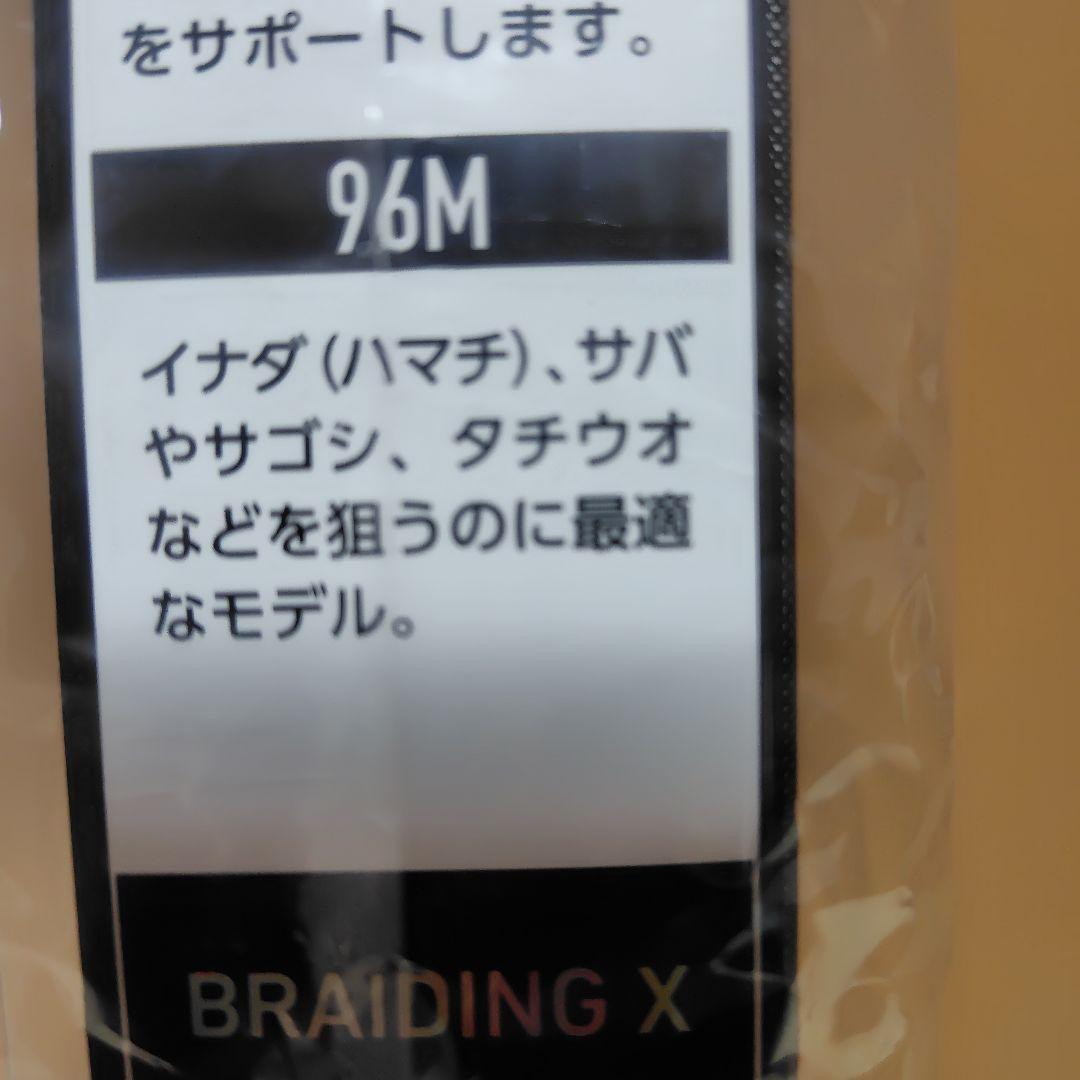 をサポートします。
96M
イナダ(ハマチ)、サバ
やサゴシ、タチウオ
などを狙うのに最適
なモデル。
BRAIDING X